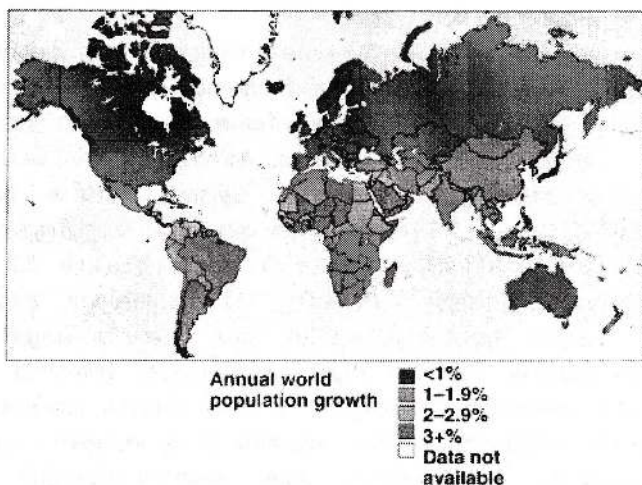 Annual world
population growth
<1%
1–1.9%
2–2.9%
3+%
Data not
available